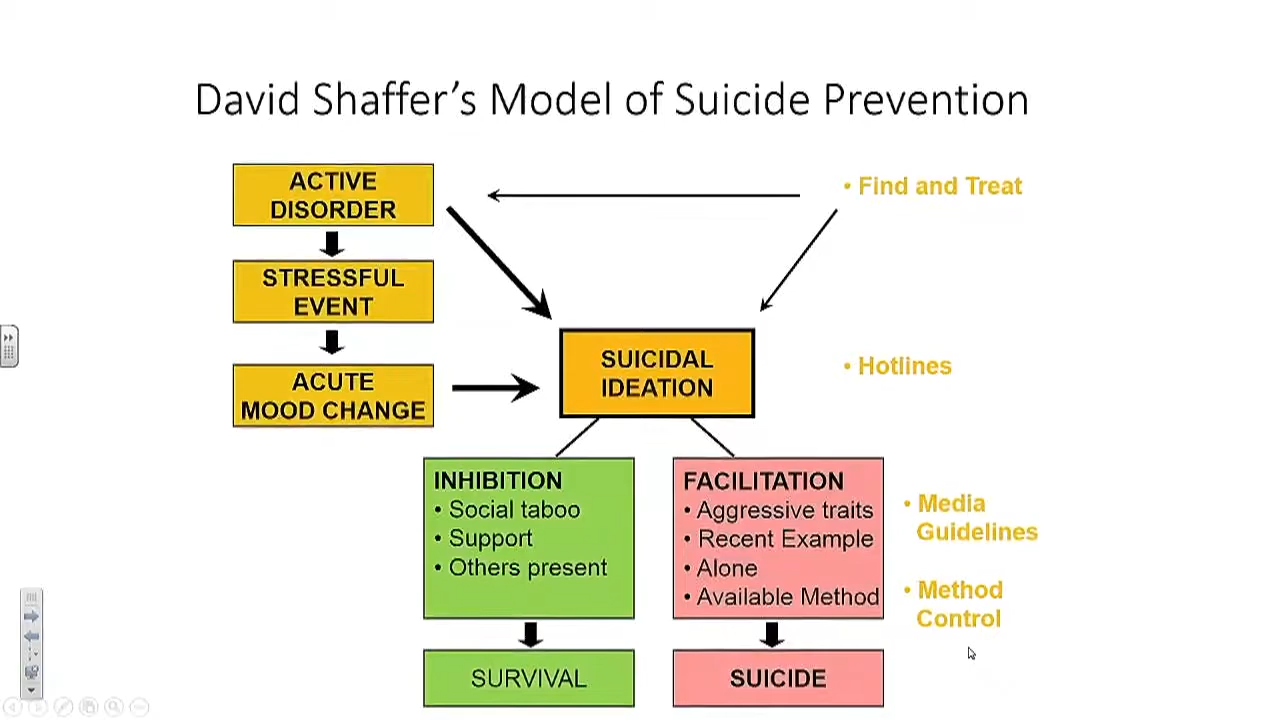 David Shaffer's Model of Suicide Prevention
ACTIVE
DISORDER
• Find and Treat
STRESSFUL
EVENT
ACUTE
MOOD CHANGE
SUICIDAL
IDEATION
• Hotlines
INHIBITION
• Social taboo
• Support
• Others present
FACILITATION
• Aggressive traits
• Recent Example
• Alone
• Available Method
• Media
Guidelines
• Method
Control
SURVIVAL
SUICIDE